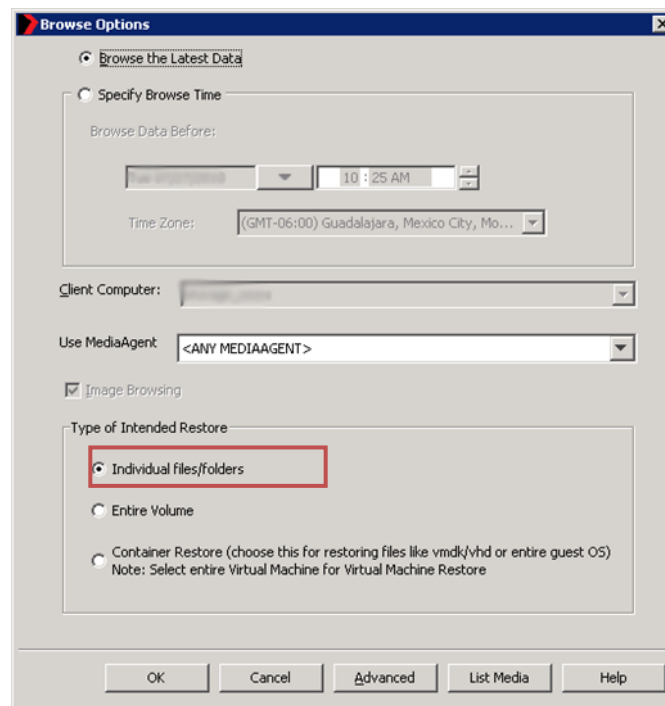 Browse Options
Browse the Latest Data
Specify Browse Time
Browse Data Before:
10 : 25 AM
Time Zone: (GMT-06:00) Guadalajara, Mexico City, Mo...
Client Computer:
Use MediaAgent <ANY MEDIAAGENT>
Image Browsing
Type of Intended Restore
Individual files/folders
Entire Volume
Container Restore (choose this for restoring files like vmdk/vhd or entire guest OS)
Note: Select entire Virtual Machine for Virtual Machine Restore
OK Cancel Advanced List Media Help